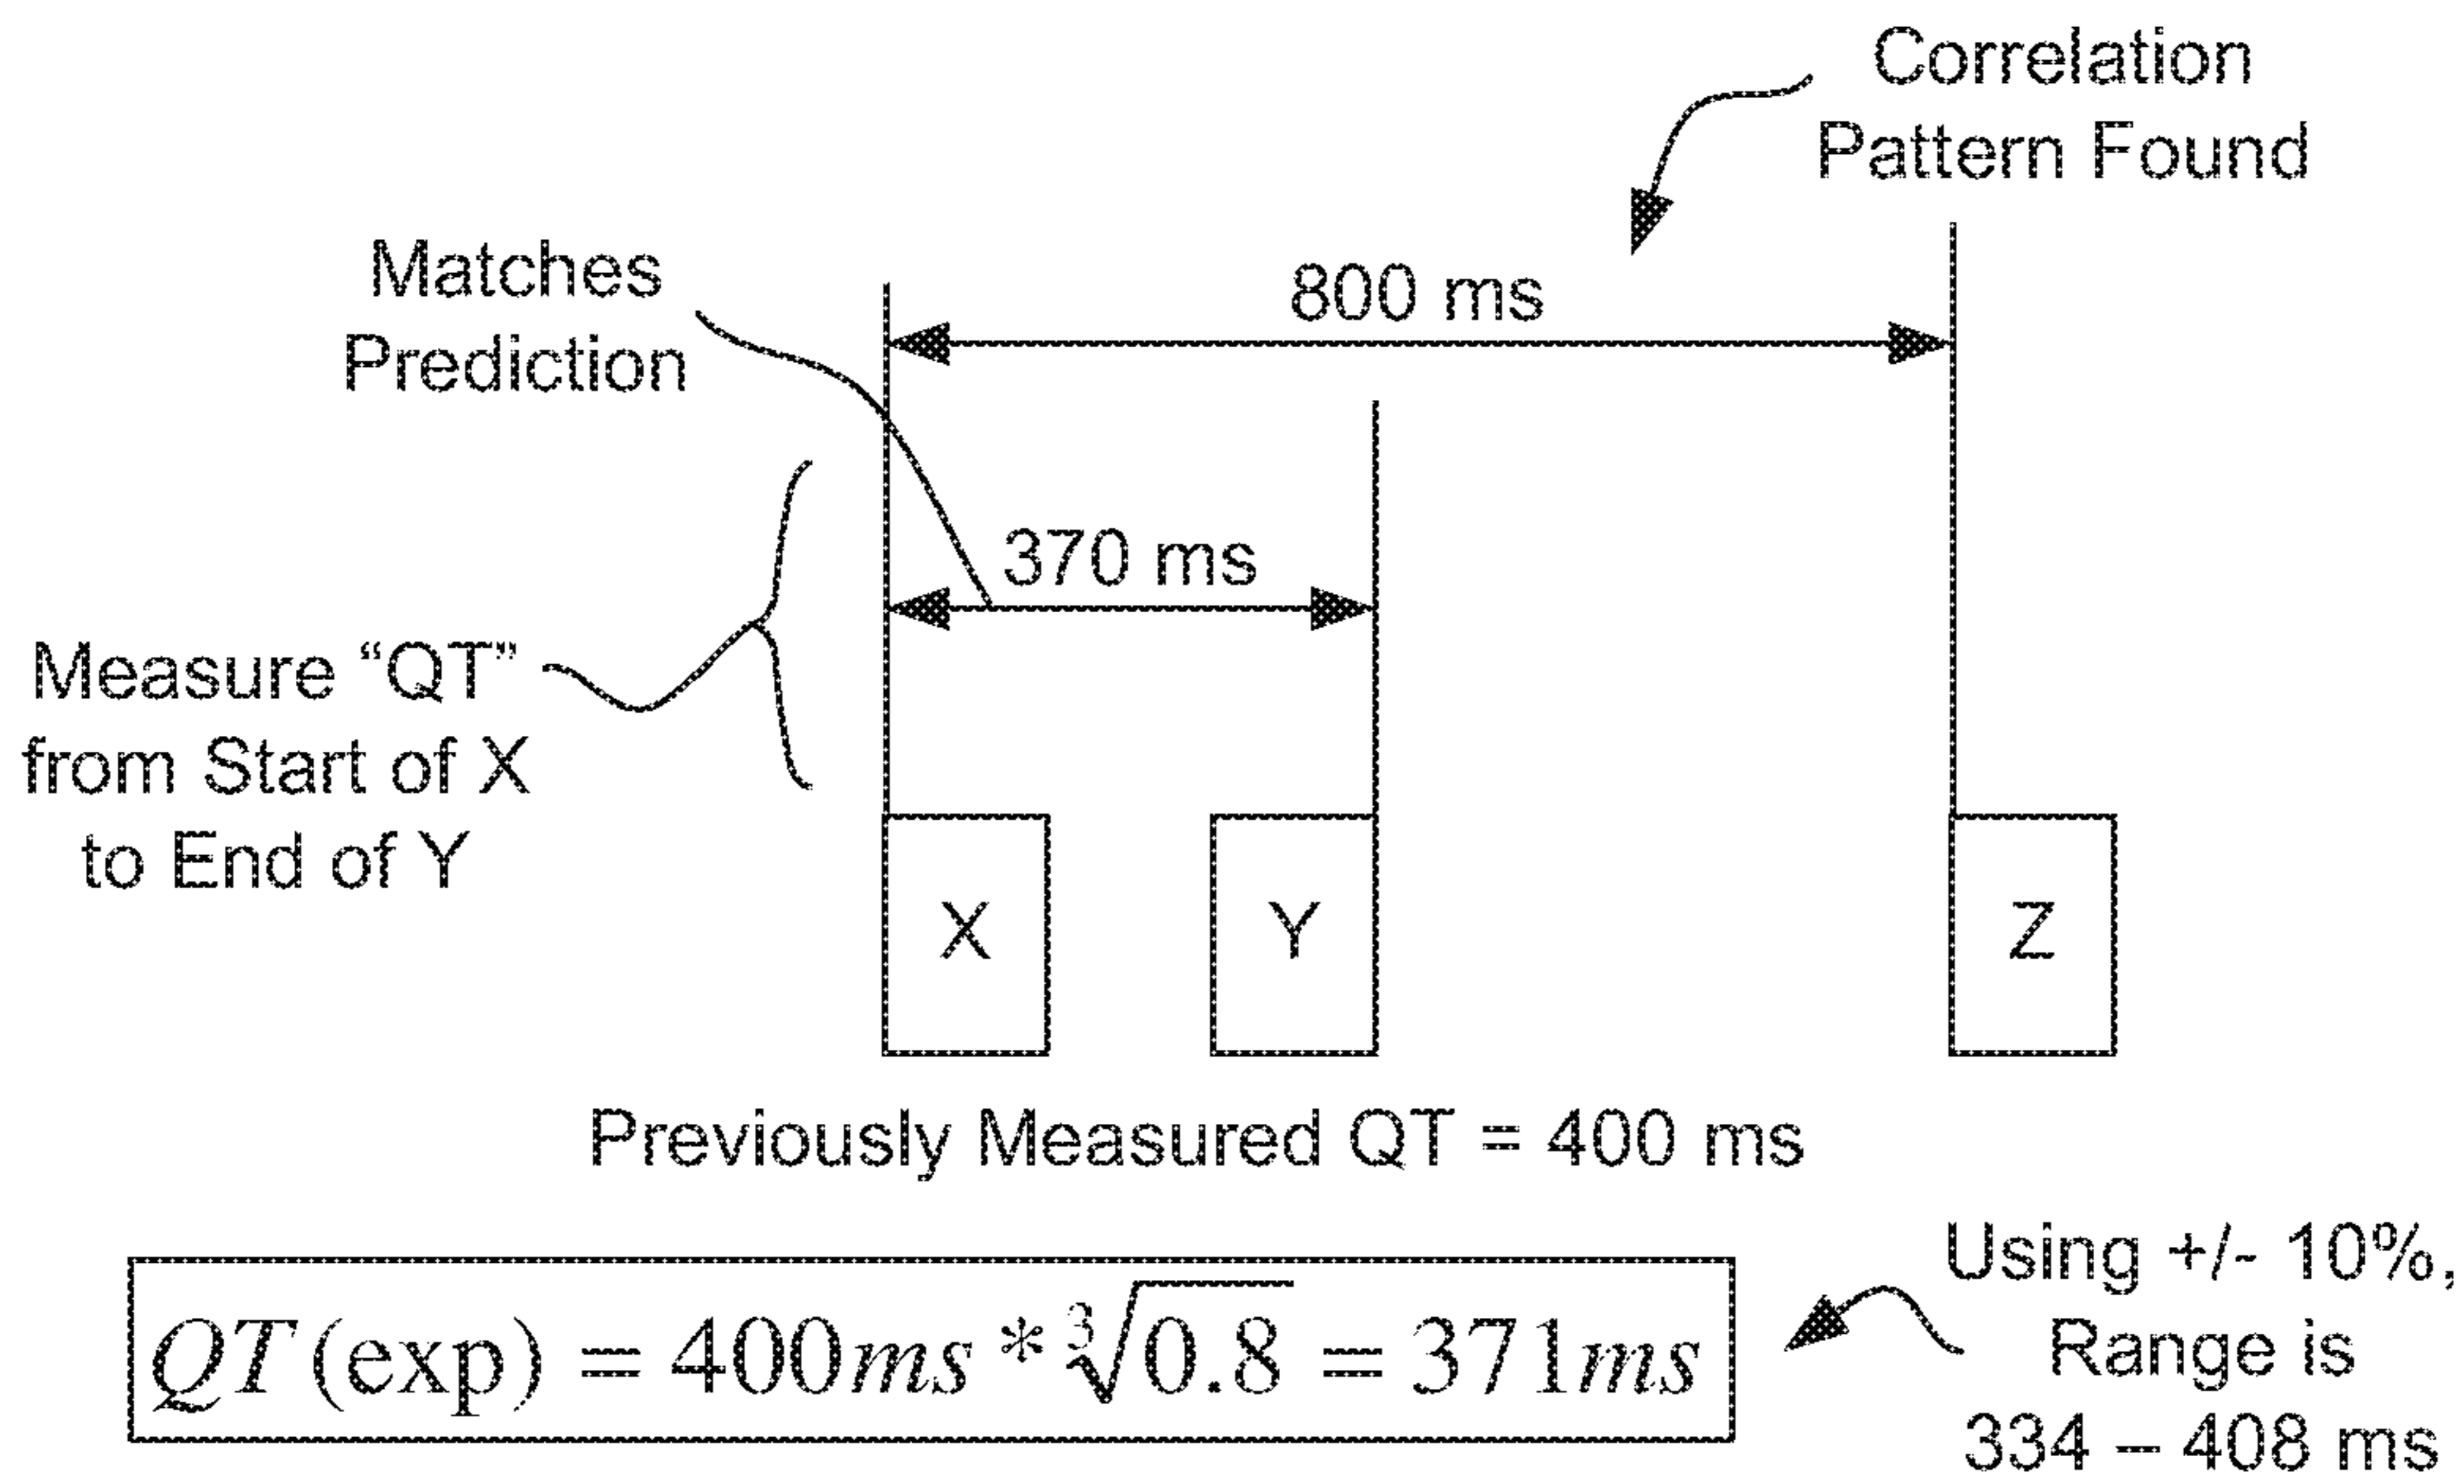 Correlation
Pattern Found
Matches
Prediction
800 ms
370 ms
Measure “QT”
from Start of X
to End of Y
X
Y
Z
Previously Measured QT = 400 ms
QT(exp) = 400ms * ∛0.8 = 371ms
Using +/- 10%,
Range is
334 – 408 ms